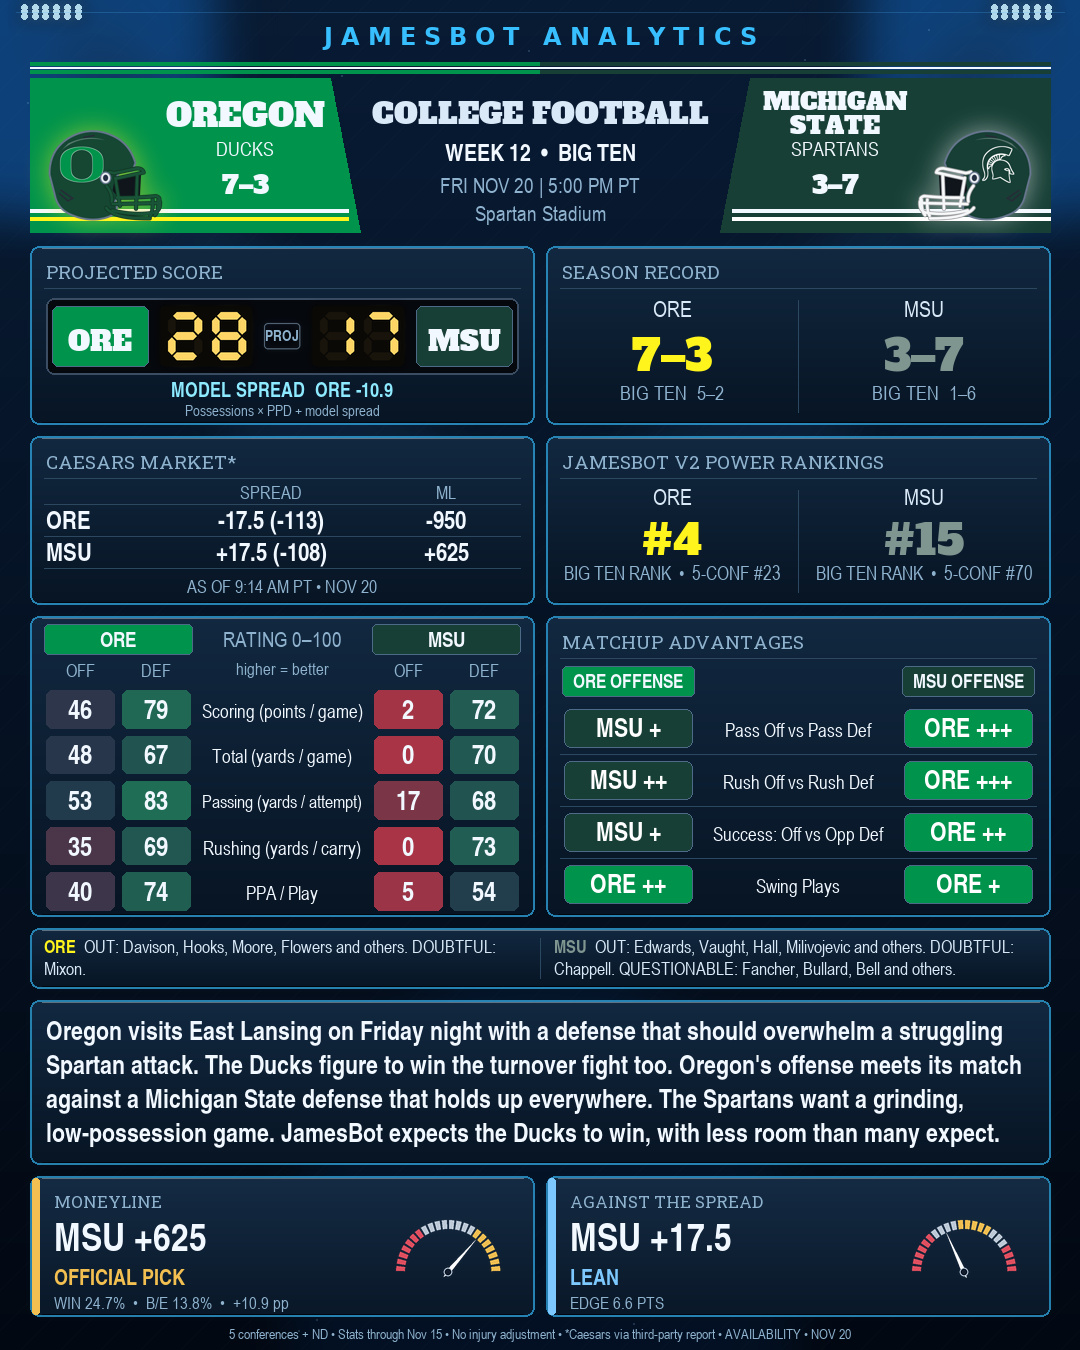 JAMESBOT ANALYTICS
OREGON
DUCKS
7–3
COLLEGE FOOTBALL
WEEK 12 • BIG TEN
FRI NOV 20 | 5:00 PM PT
Spartan Stadium
MICHIGAN
STATE
SPARTANS
3–7
PROJECTED SCORE
ORE 28 PROJ 17 MSU
MODEL SPREAD ORE -10.9
Possessions × PPD + model spread
SEASON RECORD
ORE MSU
7–3 3–7
BIG TEN 5–2 BIG TEN 1–6
CAESARS MARKET*
SPREAD ML
ORE -17.5 (-113) -950
MSU +17.5 (-108) +625
AS OF 9:14 AM PT • NOV 20
JAMESBOT V2 POWER RANKINGS
ORE MSU
#4 #15
BIG TEN RANK • 5-CONF #23 BIG TEN RANK • 5-CONF #70
ORE RATING 0–100 MSU
OFF DEF higher = better OFF DEF
46 79 Scoring (points / game) 2 72
48 67 Total (yards / game) 0 70
53 83 Passing (yards / attempt) 17 68
35 69 Rushing (yards / carry) 0 73
40 74 PPA / Play 5 54
MATCHUP ADVANTAGES
ORE OFFENSE MSU OFFENSE
MSU + Pass Off vs Pass Def ORE +++
MSU ++ Rush Off vs Rush Def ORE +++
MSU + Success: Off vs Opp Def ORE ++
ORE ++ Swing Plays ORE +
ORE OUT: Davison, Hooks, Moore, Flowers and others. DOUBTFUL:
Mixon.
MSU OUT: Edwards, Vaught, Hall, Milivojevic and others. DOUBTFUL:
Chappell. QUESTIONABLE: Fancher, Bullard, Bell and others.
Oregon visits East Lansing on Friday night with a defense that should overwhelm a struggling
Spartan attack. The Ducks figure to win the turnover fight too. Oregon's offense meets its match
against a Michigan State defense that holds up everywhere. The Spartans want a grinding,
low-possession game. JamesBot expects the Ducks to win, with less room than many expect.
MONEYLINE
MSU +625
OFFICIAL PICK
WIN 24.7% • B/E 13.8% • +10.9 pp
AGAINST THE SPREAD
MSU +17.5
LEAN
EDGE 6.6 PTS
5 conferences + ND • Stats through Nov 15 • No injury adjustment • *Caesars via third-party report • AVAILABILITY • NOV 20